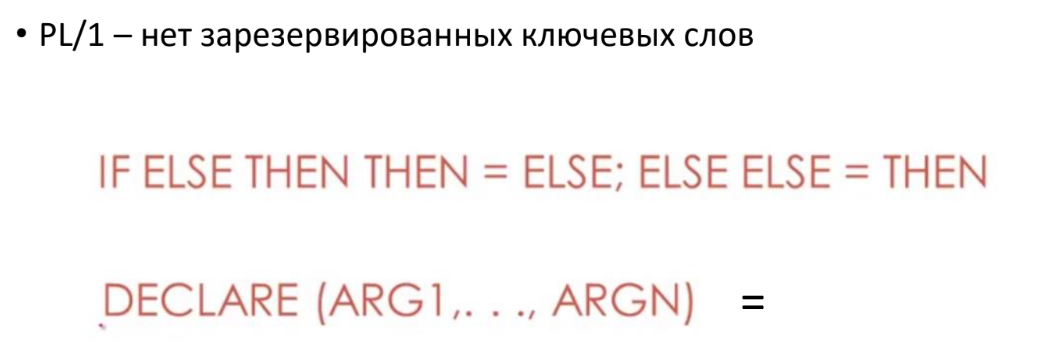 • PL/1 – нет зарезервированных ключевых слов
IF ELSE THEN THEN = ELSE; ELSE ELSE = THEN
DECLARE (ARG1,. . ., ARGN) =